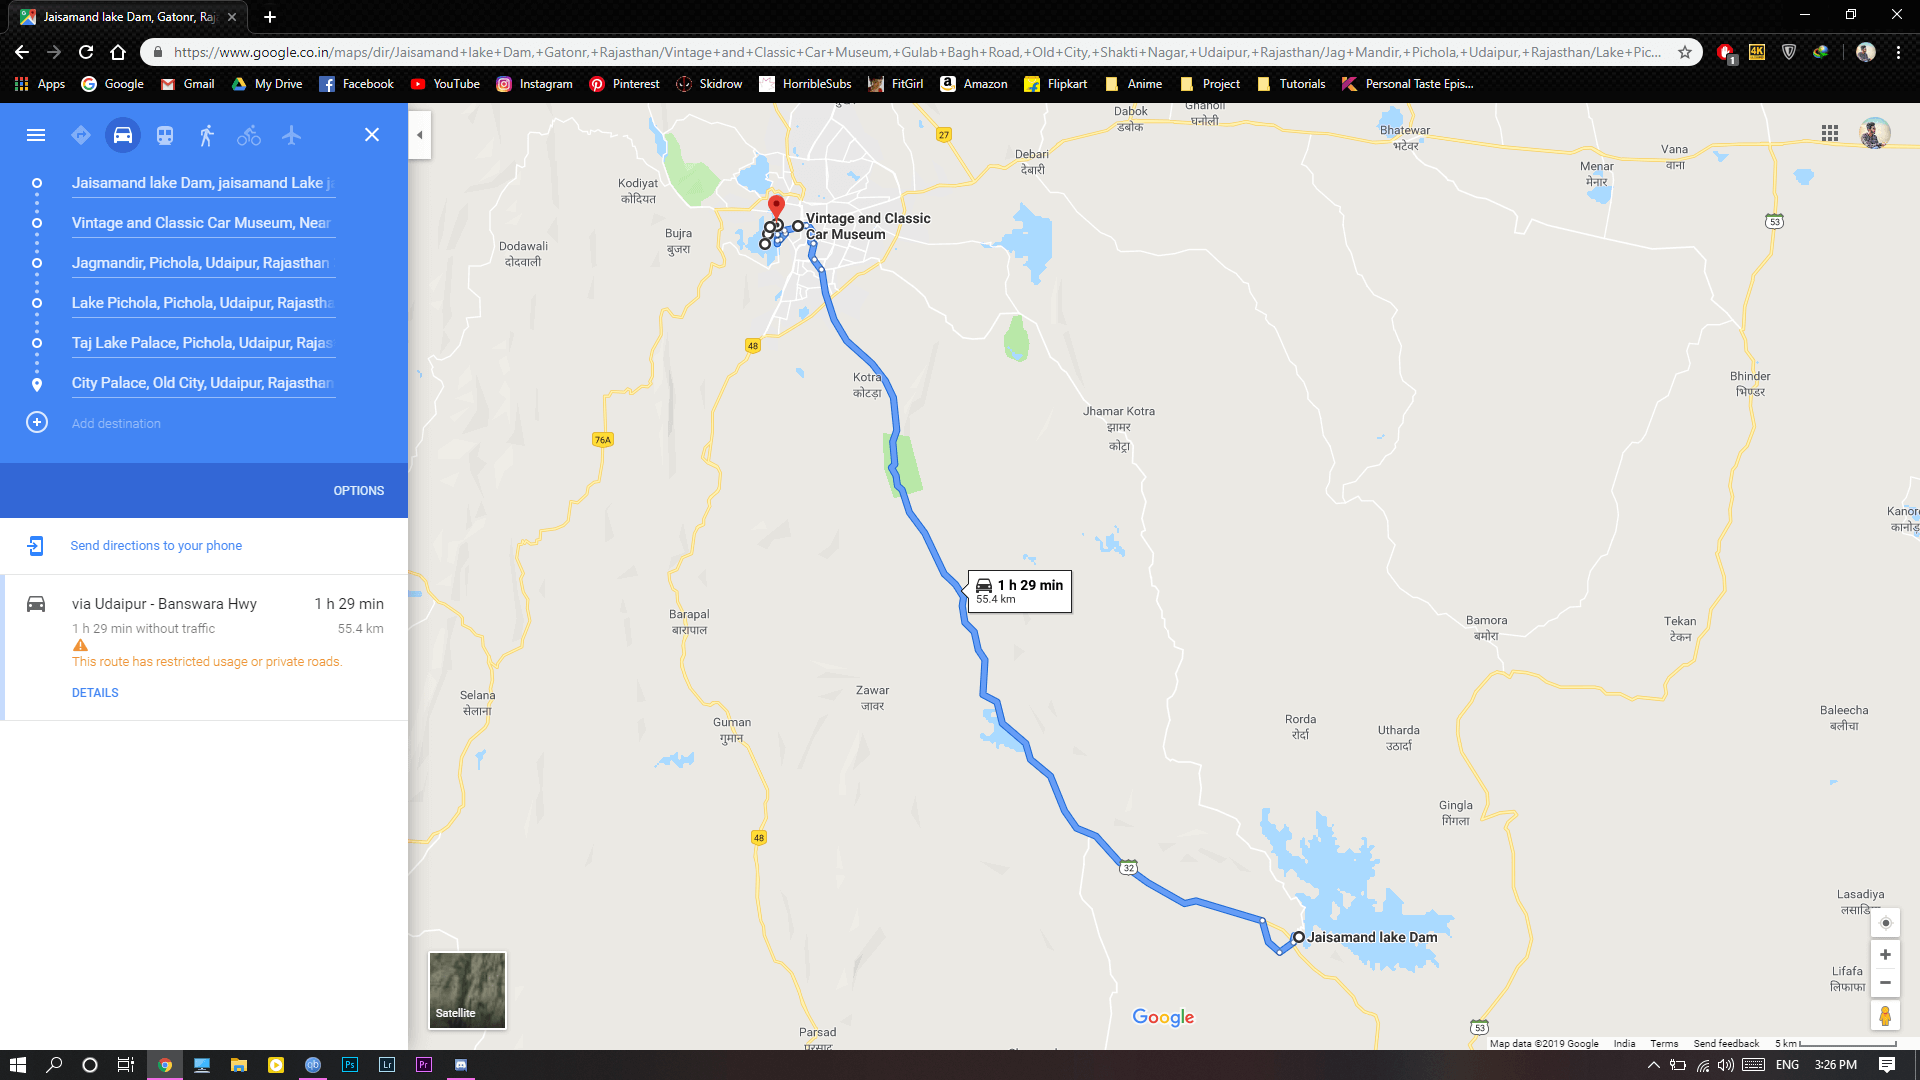 Jaisamand lake Dam, Gatonr, Raj
https://www.google.co.in/maps/dir/Jaisamand+lake+Dam,+Gatonr,+Rajasthan/Vintage+and+Classic+Car+Museum,+Gulab+Bagh+Road,+Old+City,+Shakti+Nagar,+Udaipur,+Rajasthan/Jag+Mandir,+Pichola,+Udaipur,+Rajasthan/Lake+Pic...
4K
1
Apps Google Gmail My Drive Facebook YouTube Instagram Pinterest Skidrow HorribleSubs FitGirl Amazon Flipkart Anime Project Tutorials Personal Taste Epis...
Jaisamand lake Dam, jaisamand Lake j
Vintage and Classic Car Museum, Near
Jagmandir, Pichola, Udaipur, Rajasthan
Lake Pichola, Pichola, Udaipur, Rajastha
Taj Lake Palace, Pichola, Udaipur, Rajas
City Palace, Old City, Udaipur, Rajasthan
Add destination
OPTIONS
Send directions to your phone
via Udaipur - Banswara Hwy 1 h 29 min
1 h 29 min without traffic 55.4 km
This route has restricted usage or private roads.
DETAILS
Dabok
डबोक
Ghanoli
घनोली
27
Bhatewar
भटेवर
Debari
देबारी
Vana
वाना
Menar
मेनार
Kodiyat
कोदियत
Vintage and Classic
Car Museum
53
Bujra
बुजरा
Dodawali
दोदवाली
48
Kotra
कोटड़ा
Bhinder
भिण्डर
Jhamar Kotra
झामर
कोट्रा
76A
Kanor
कानोड़
1 h 29 min
55.4 km
Barapal
बारापाल
Bamora
बमोरा
Tekan
टेकन
Selana
सेलाना
Zawar
जावर
Guman
गुमान
Rorda
रोर्दा
Utharda
उठार्दा
Baleecha
बलीचा
Gingla
गिंगला
48
32
Lasadiya
Jaisamand lake Dam
Lifafa
लिफाफा
Satellite
Google
53
Parsad
परसाद
Map data ©2019 Google India Terms Send feedback 5 km
qb Ps Lr Pr
ENG 3:26 PM